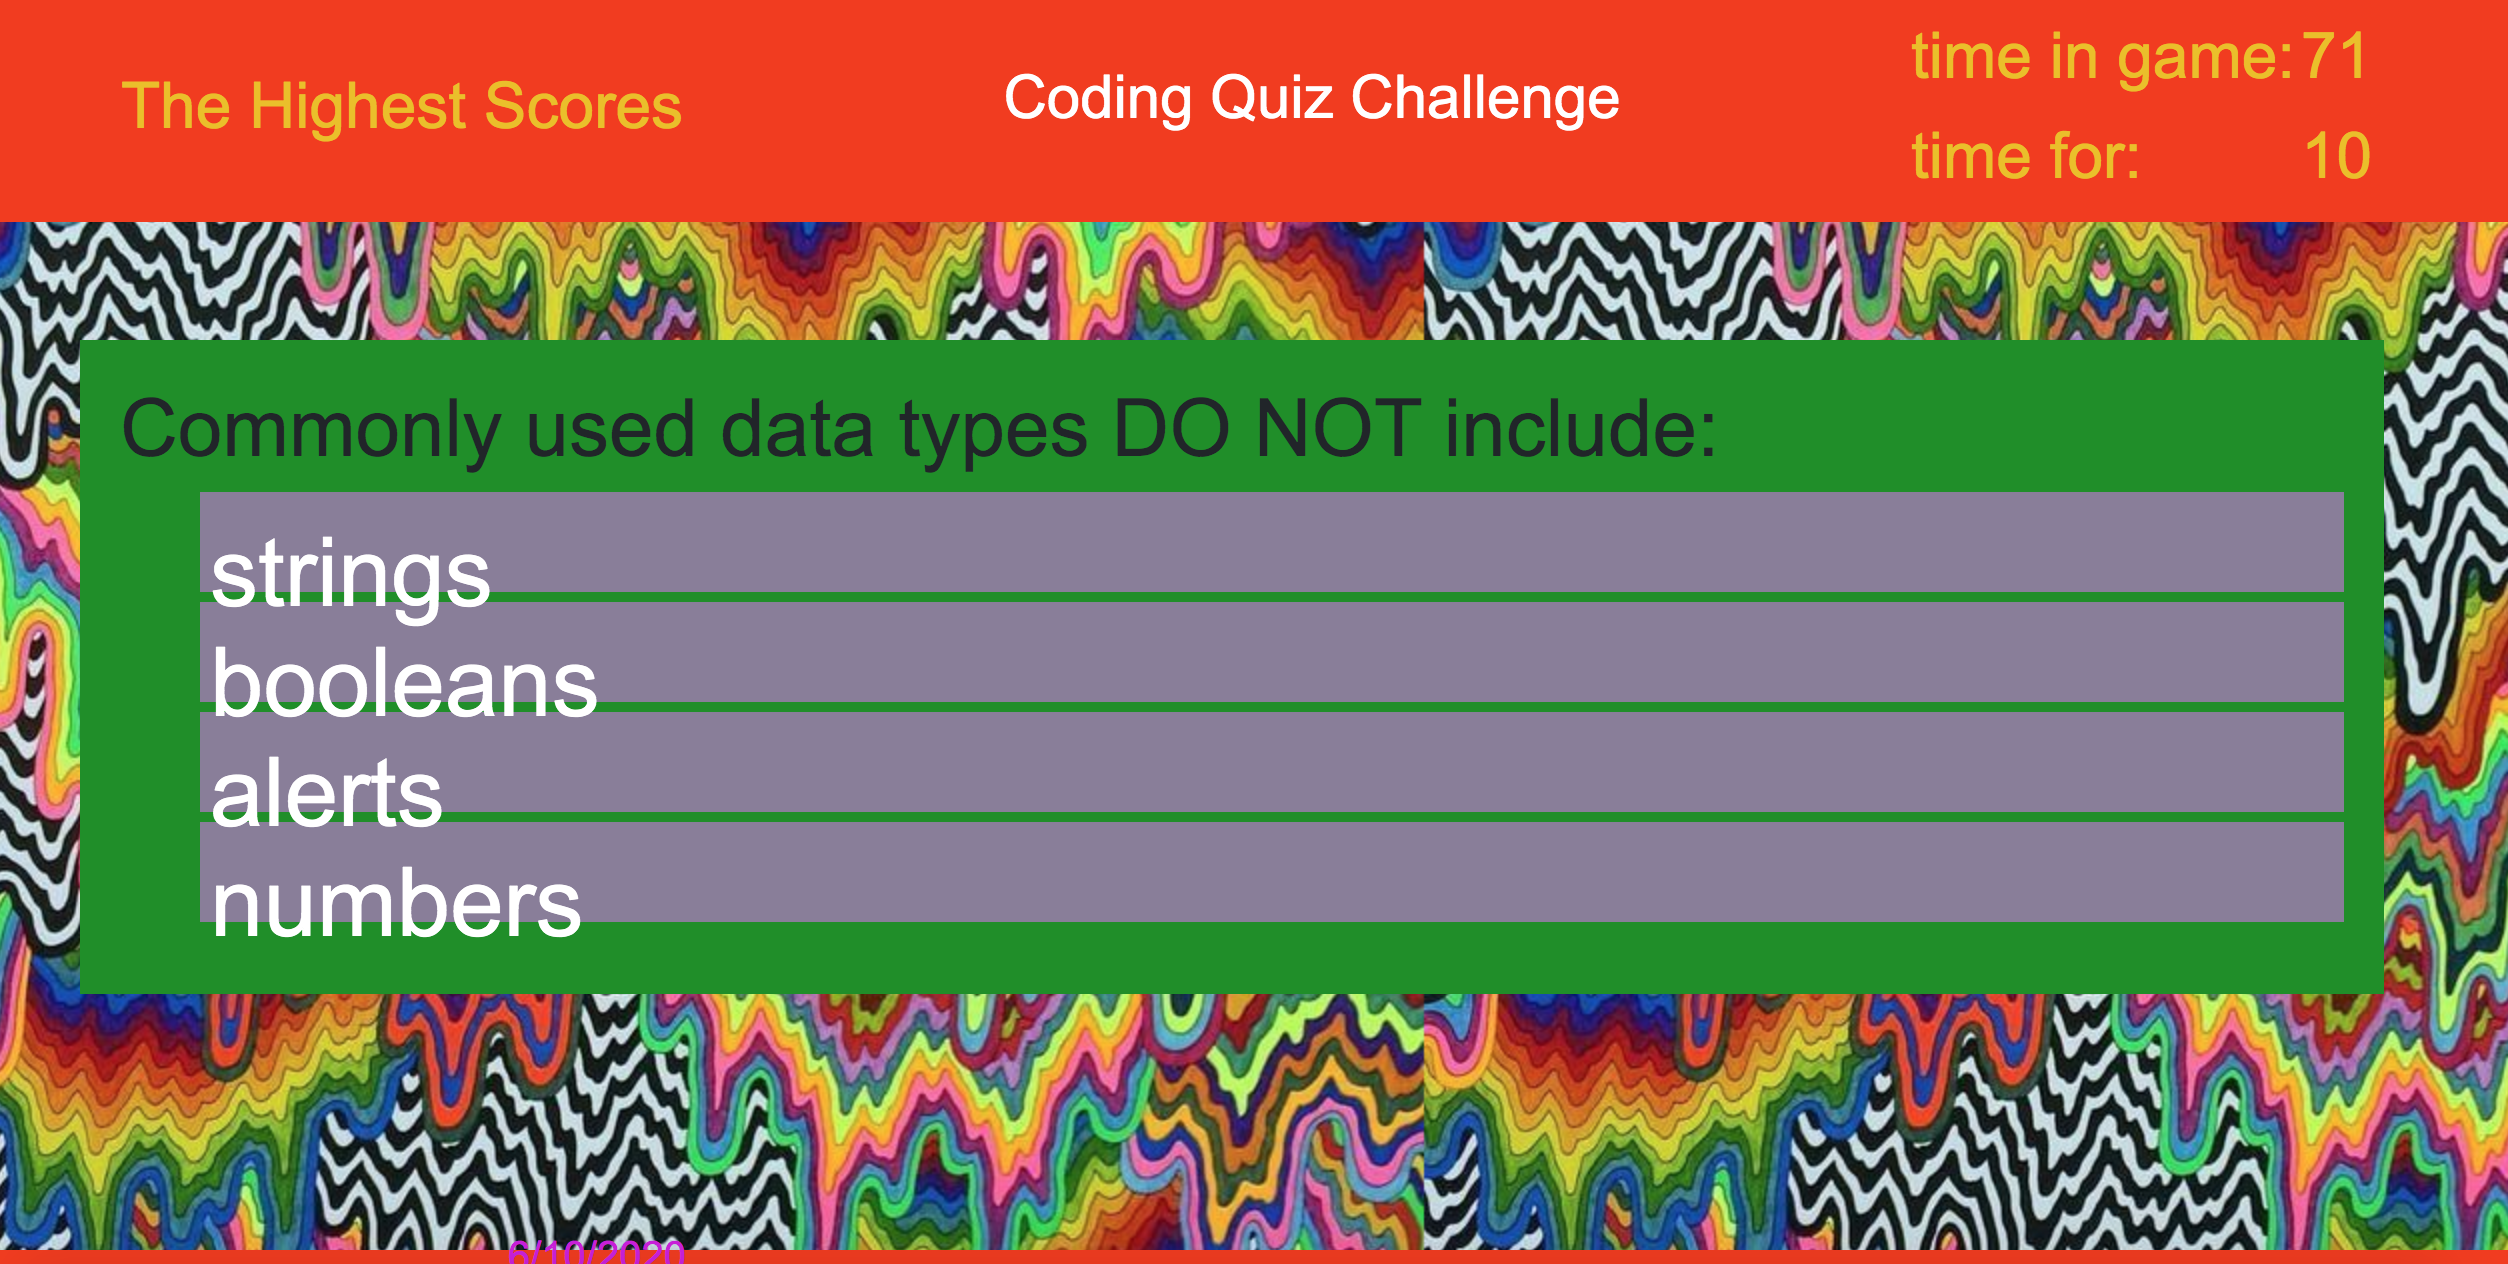 The Highest Scores
Coding Quiz Challenge
time in game: 71
time for: 10
Commonly used data types DO NOT include:
strings
booleans
alerts
numbers
6/10/2020